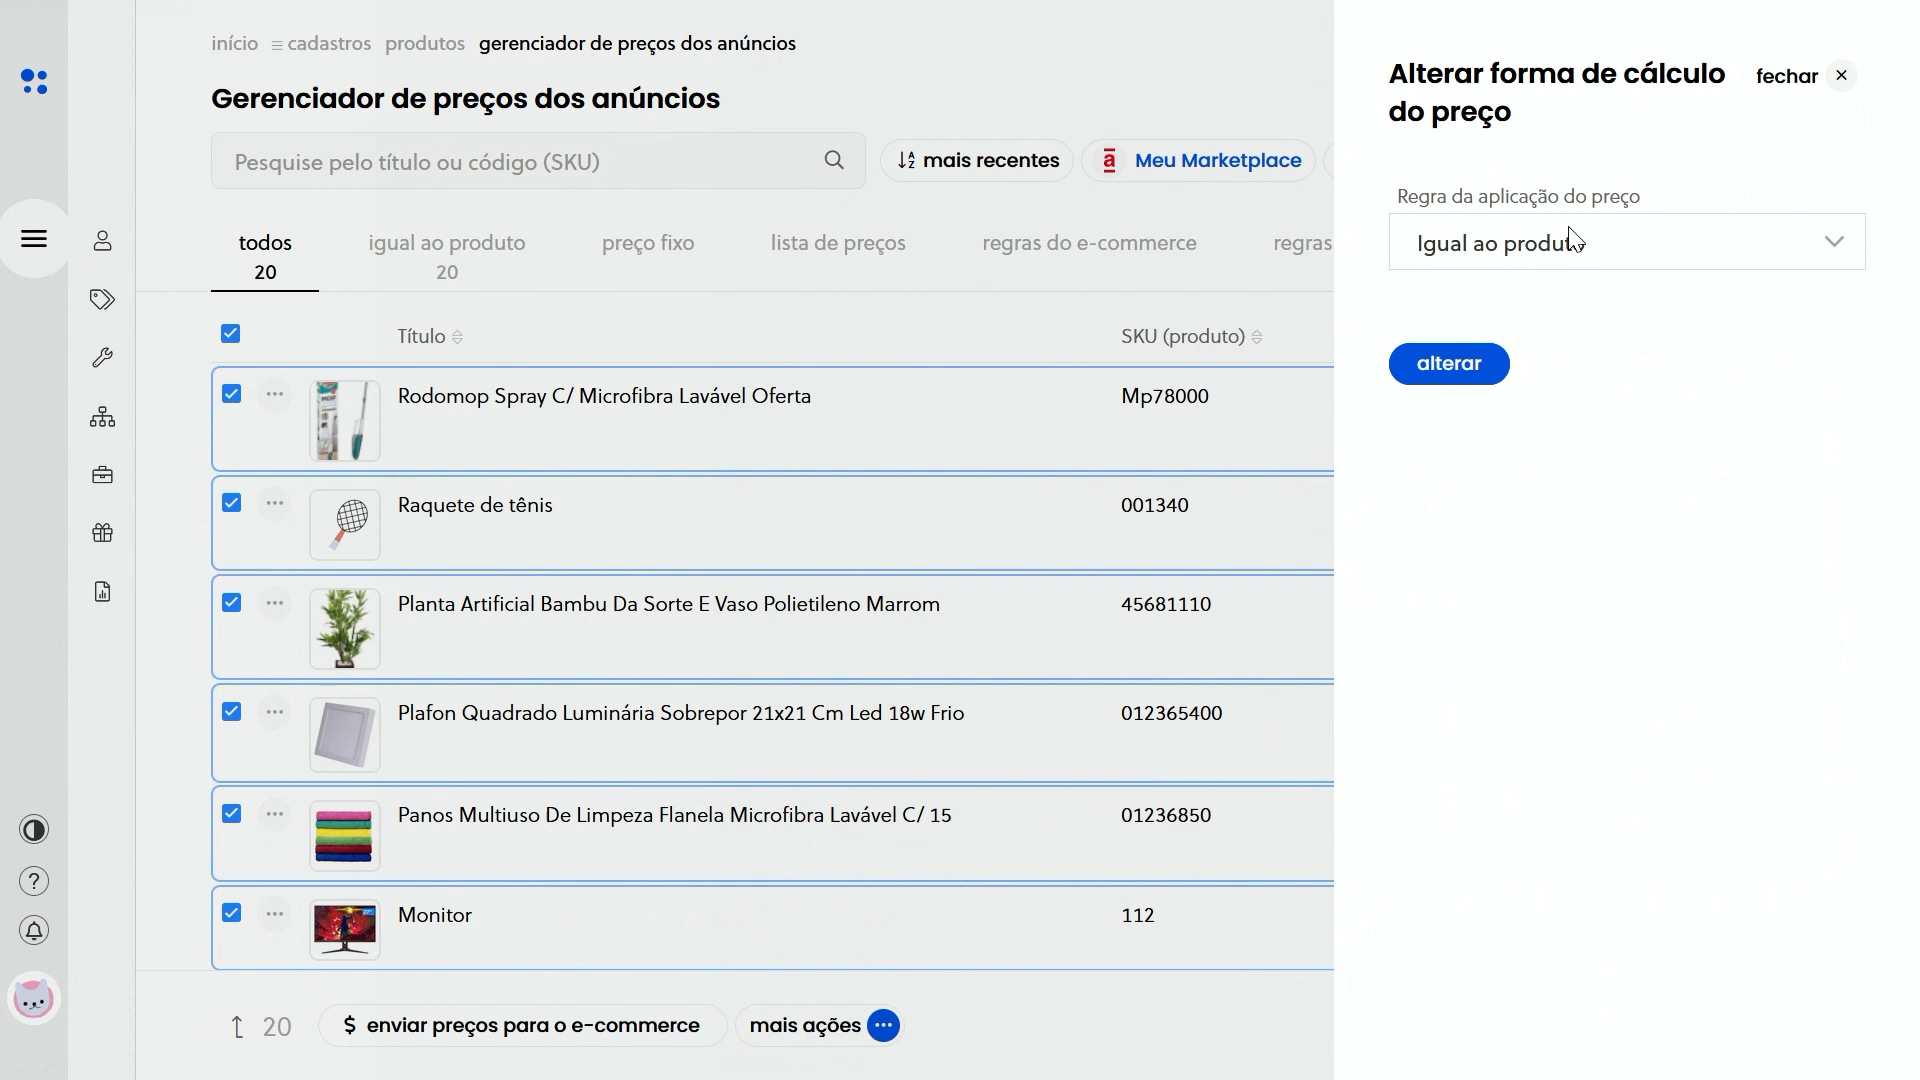 início cadastros produtos gerenciador de preços dos anúncios
Gerenciador de preços dos anúncios
Pesquise pelo título ou código (SKU)
mais recentes
a Meu Marketplace
todos
20
igual ao produto
20
preço fixo
lista de preços
regras do e-commerce
regras
Título
SKU (produto)
Rodomop Spray C/ Microfibra Lavável Oferta
Mp78000
Raquete de tênis
001340
Planta Artificial Bambu Da Sorte E Vaso Polietileno Marrom
45681110
Plafon Quadrado Luminária Sobrepor 21x21 Cm Led 18w Frio
012365400
Panos Multiuso De Limpeza Flanela Microfibra Lavável C/ 15
01236850
Monitor
112
20
$ enviar preços para o e-commerce
mais ações
Alterar forma de cálculo
do preço
fechar ×
Regra da aplicação do preço
Igual ao produto
alterar